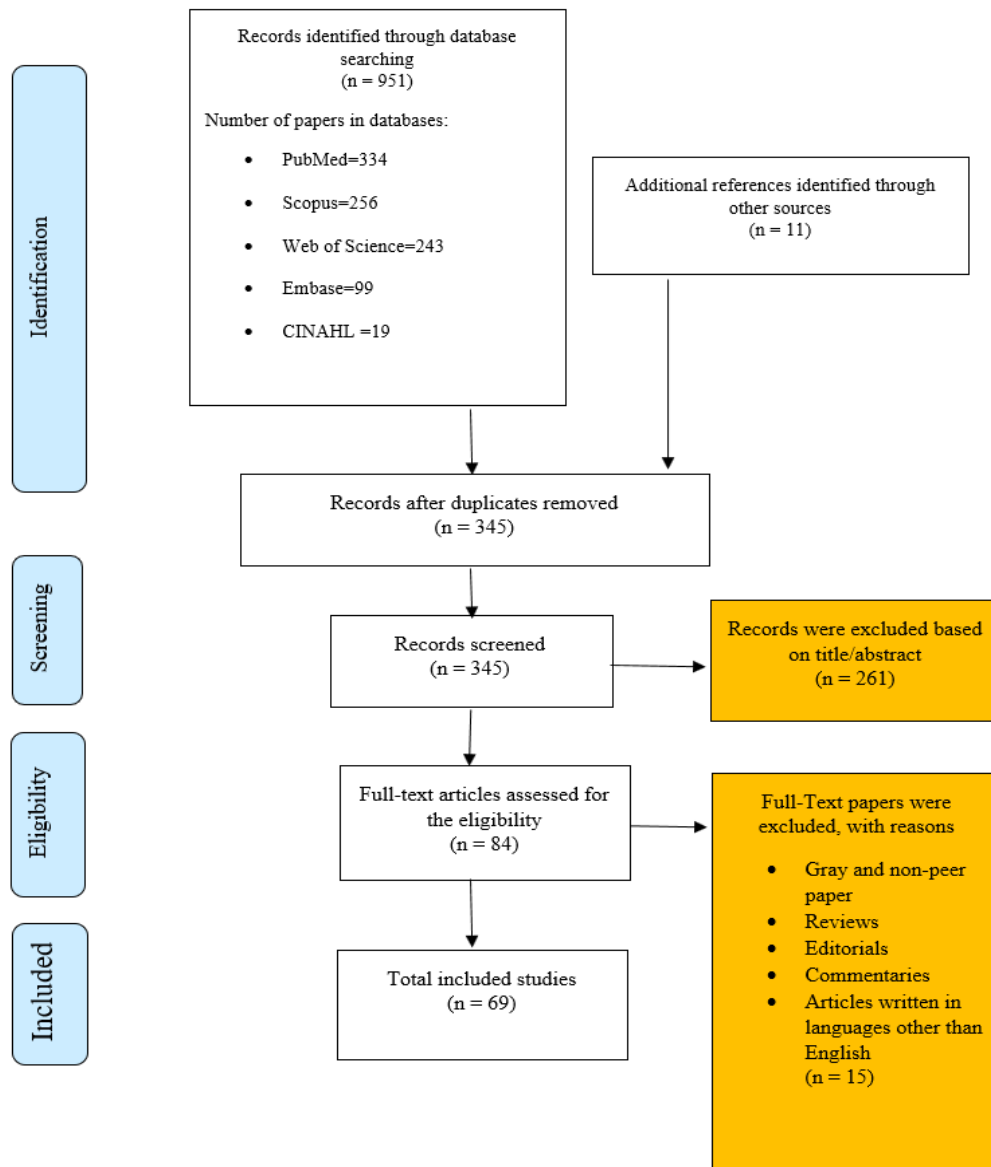 Identification
Records identified through database
searching
(n = 951)
Number of papers in databases:
• PubMed=334
• Scopus=256
• Web of Science=243
• Embase=99
• CINAHL =19
Additional references identified through
other sources
(n = 11)
Records after duplicates removed
(n = 345)
Screening
Records screened
(n = 345)
Records were excluded based
on title/abstract
(n = 261)
Eligibility
Full-text articles assessed for
the eligibility
(n = 84)
Full-Text papers were
excluded, with reasons
• Gray and non-peer
paper
• Reviews
• Editorials
• Commentaries
• Articles written in
languages other than
English
(n = 15)
Included
Total included studies
(n = 69)